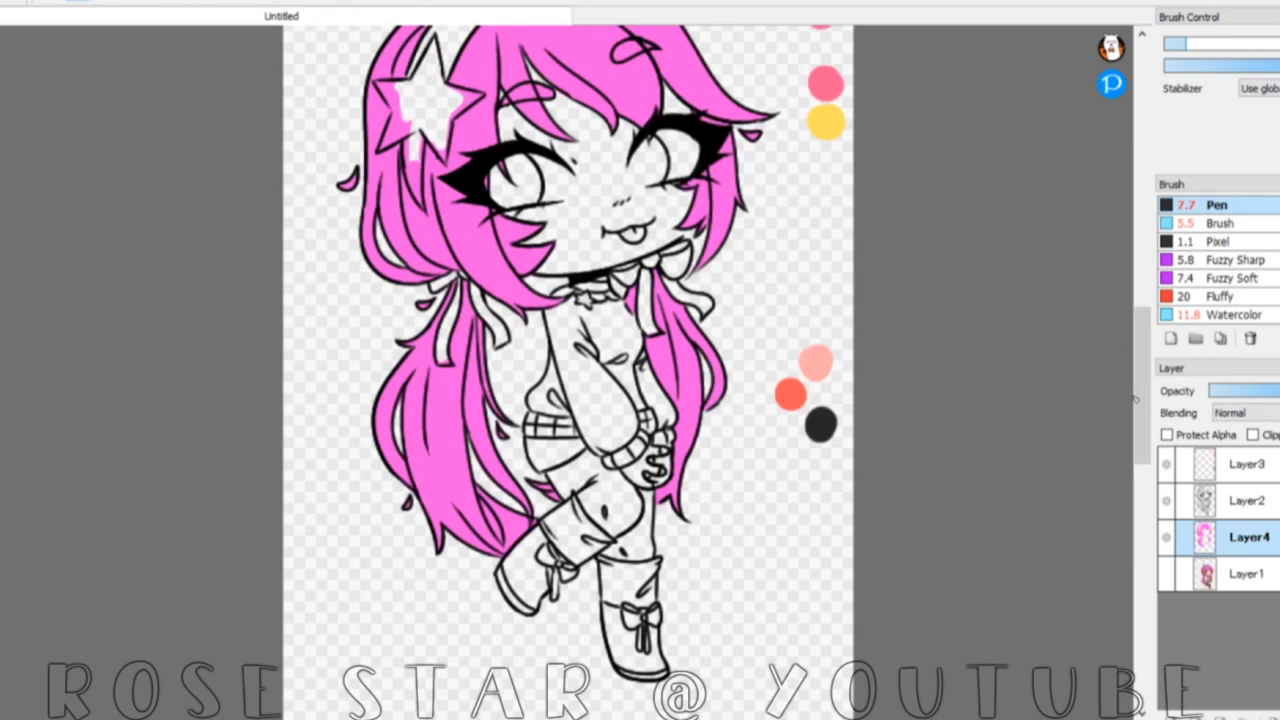 Untitled
Brush Control
Stabilizer Use glob
Brush
7.7 Pen
5.5 Brush
1.1 Pixel
5.8 Fuzzy Sharp
7.4 Fuzzy Soft
20 Fluffy
11.8 Watercolor
Layer
Opacity
Blending Normal
Protect Alpha Clip
Layer3
Layer2
Layer4
Layer1
ROSE STAR @ YOUTUBE